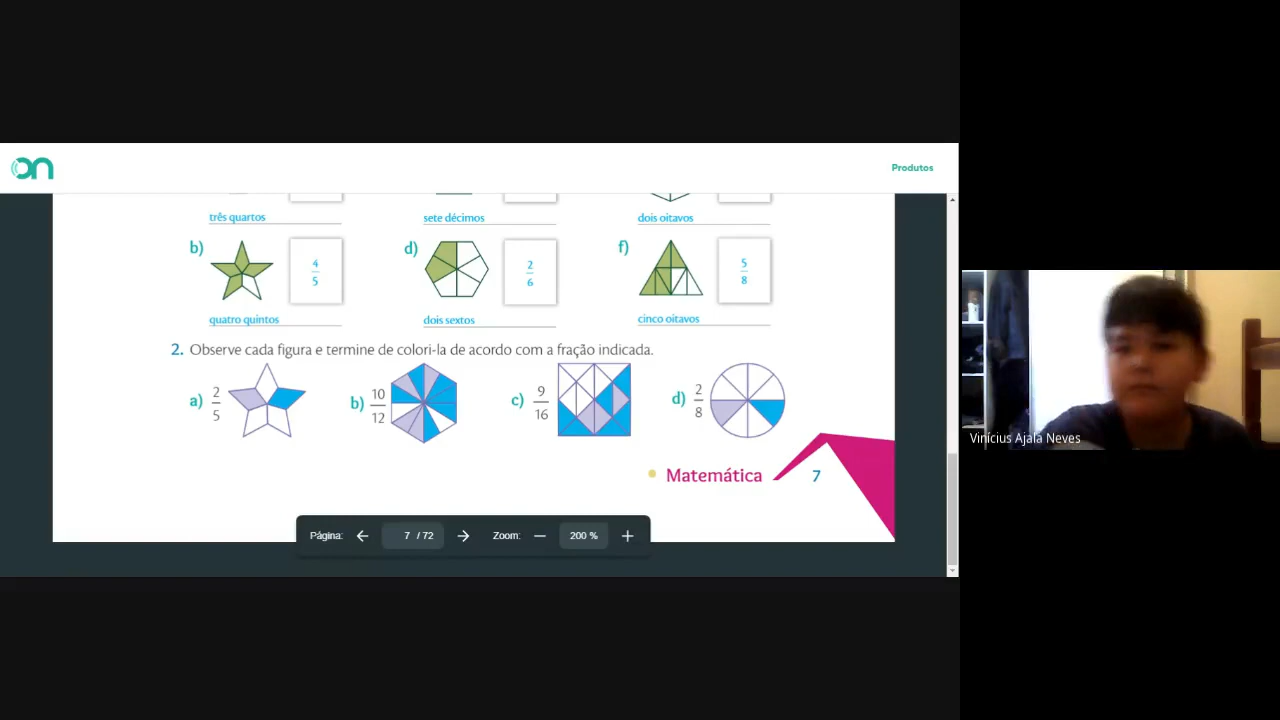 on
Produtos
três quartos
sete décimos
dois oitavos
b)
4
5
d)
2
6
f)
5
8
quatro quintos
dois sextos
cinco oitavos
2. Observe cada figura e termine de colori-la de acordo com a fração indicada.
a)
2
5
b)
10
12
c)
9
16
d)
2
8
Vinícius Ajala Neves
Matemática 7
Página: 7 / 72 Zoom: 200 %